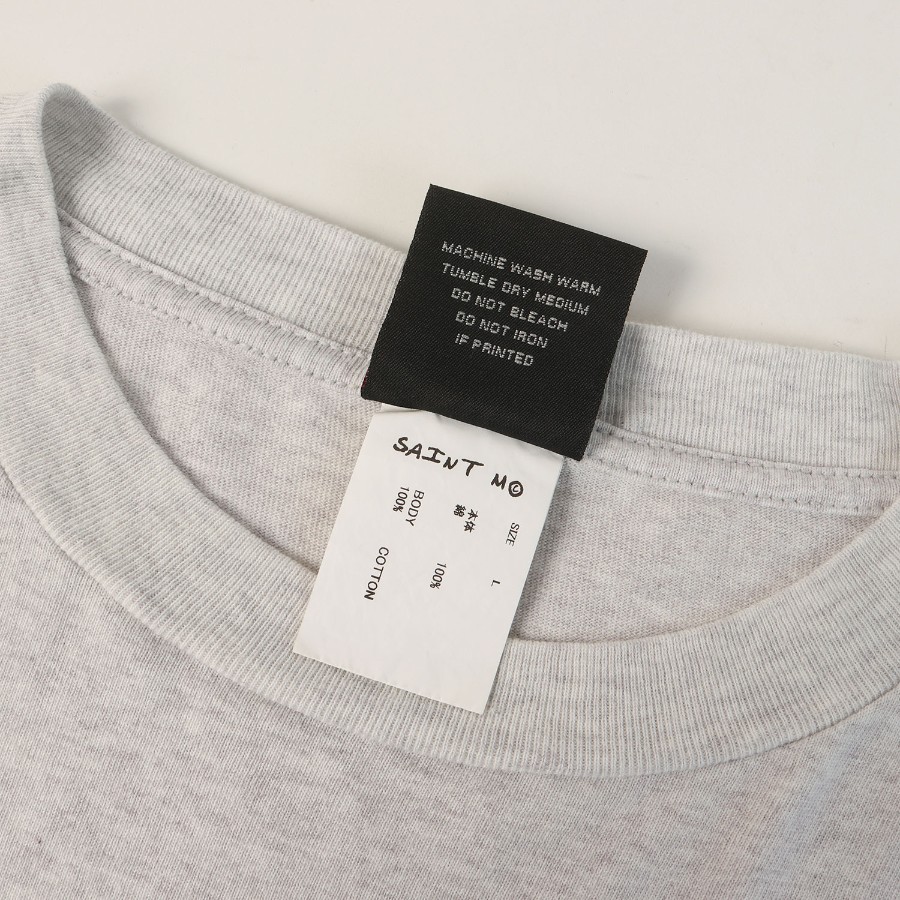 MACHINE WASH WARM
TUMBLE DRY MEDIUM
DO NOT BLEACH
DO NOT IRON
IF PRINTED
SAINT M©
SIZE L
本体
綿 100%
BODY
100% COTTON